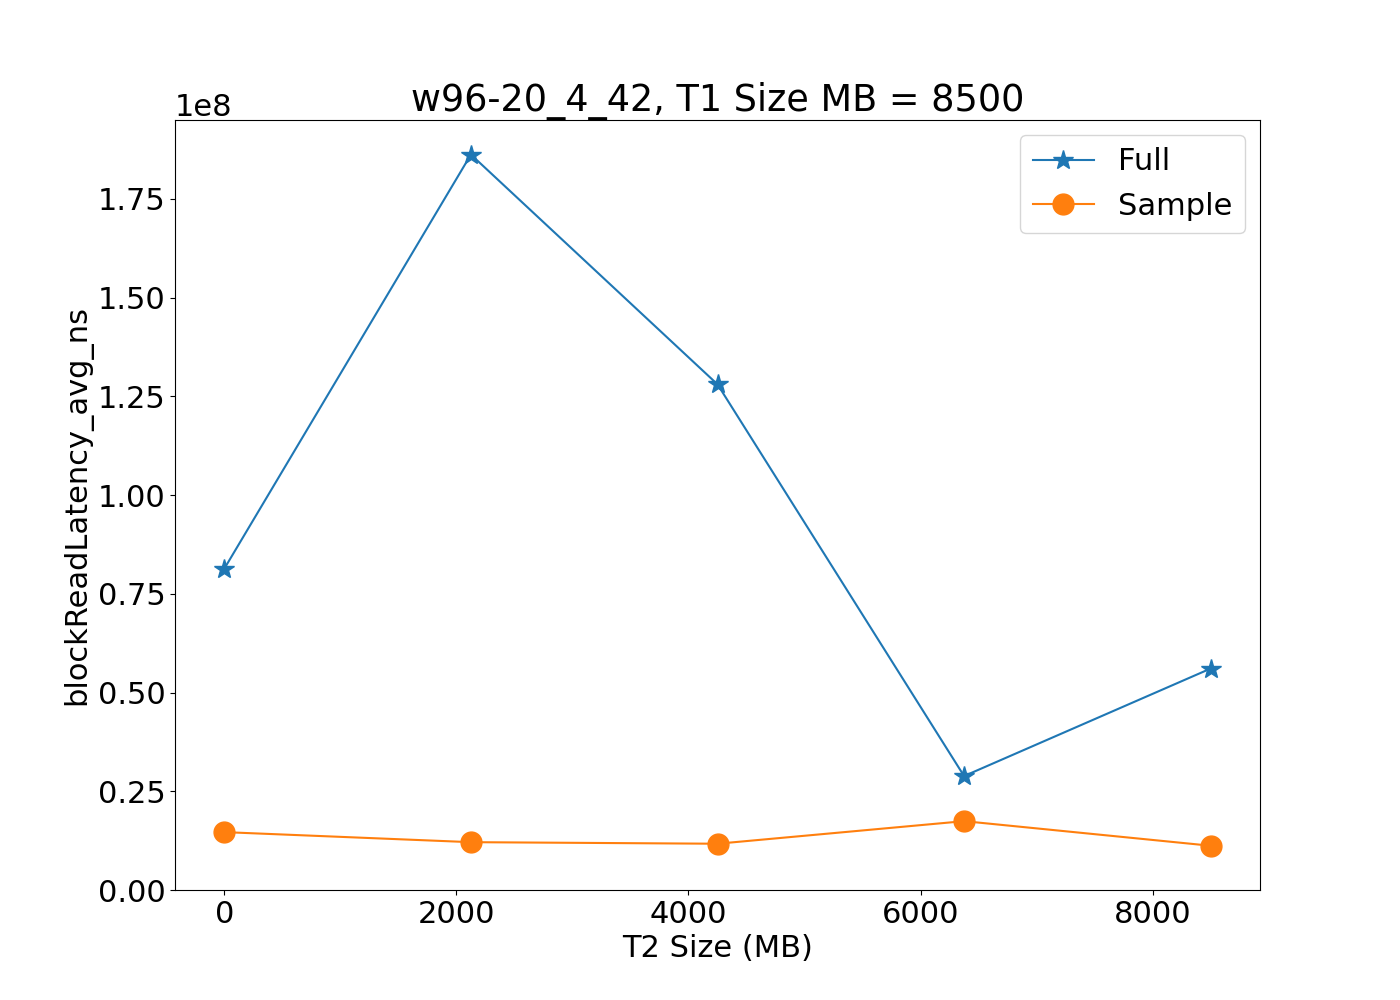 w96-20_4_42, T1 Size MB = 8500
1e8
Full
Sample
1.75
1.50
1.25
1.00
0.75
0.50
0.25
0.00
blockReadLatency_avg_ns
0 2000 4000 6000 8000
T2 Size (MB)